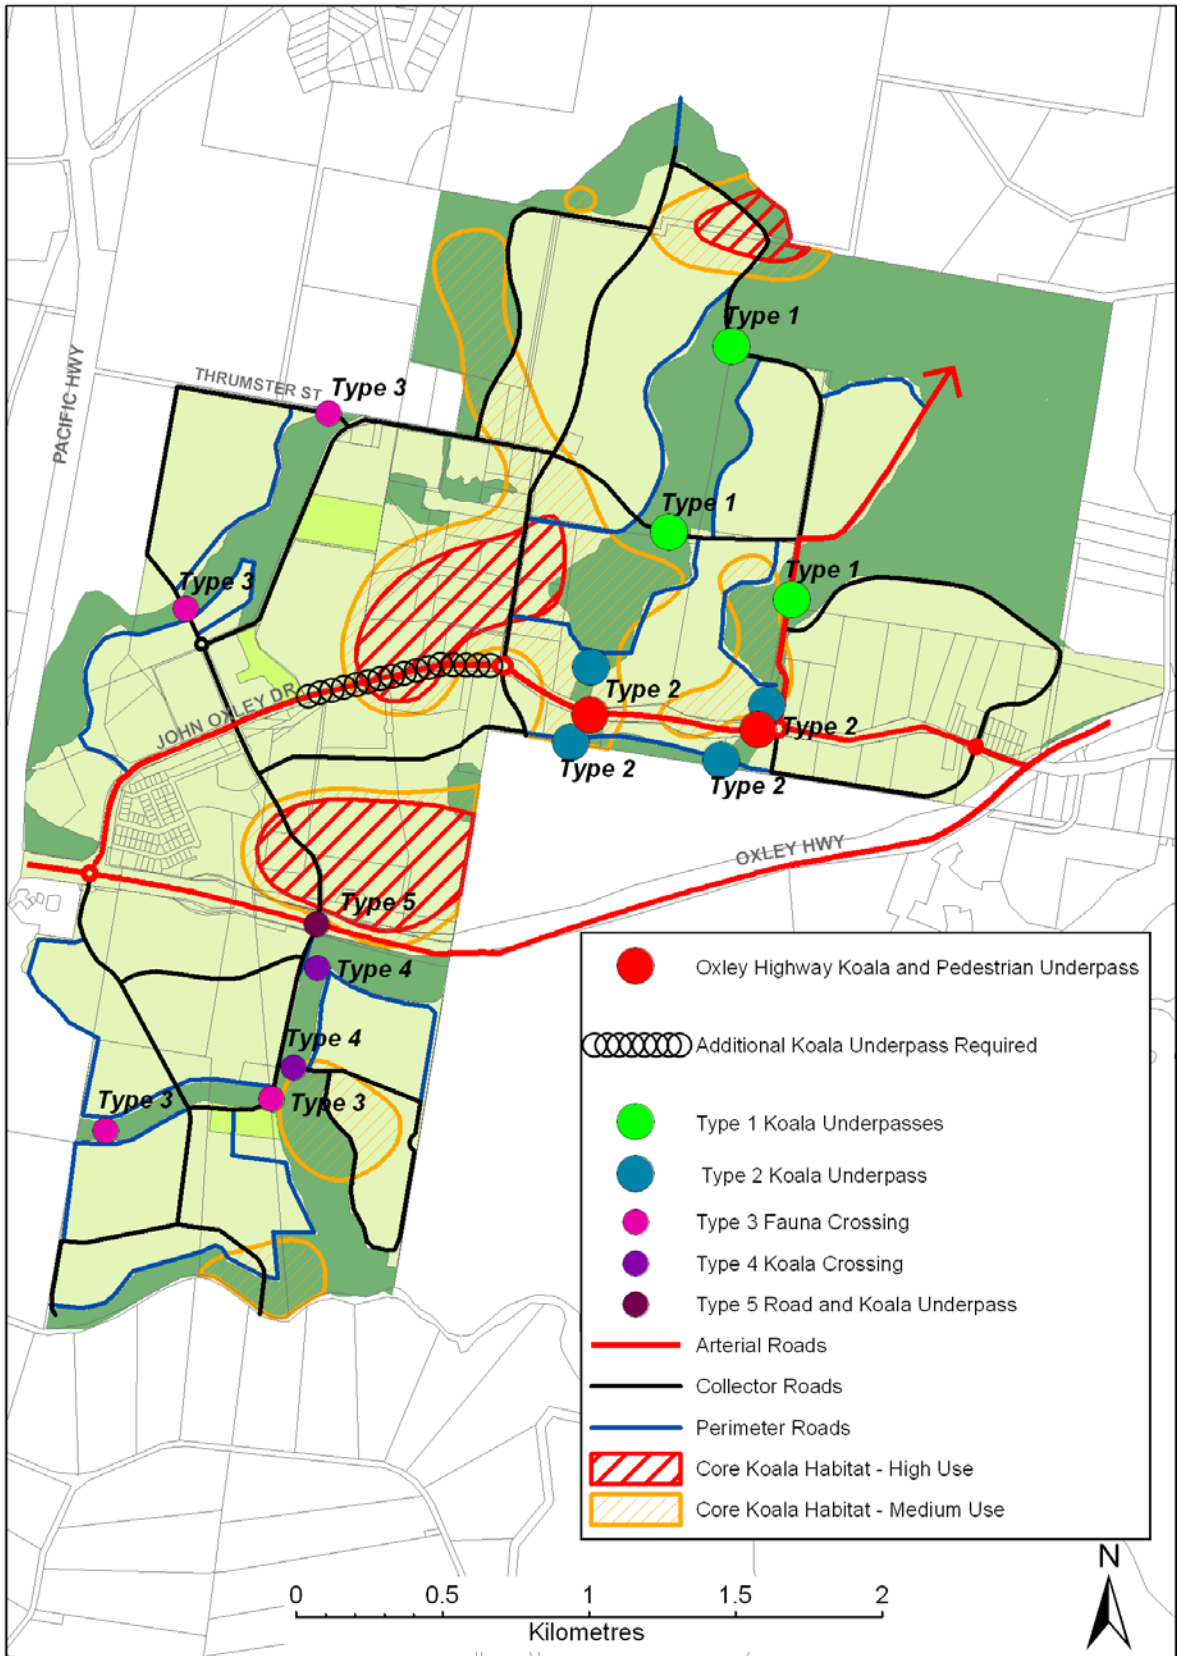 Type 1
THRUMSTER ST
Type 3
PACIFIC HWY
Type 1
Type 3
Type 1
Type 2
JOHN OXLEY DR
Type 2
Type 2
Type 2
OXLEY HWY
Type 5
Type 4
Type 4
Type 3
Type 3
Oxley Highway Koala and Pedestrian Underpass
Additional Koala Underpass Required
Type 1 Koala Underpasses
Type 2 Koala Underpass
Type 3 Fauna Crossing
Type 4 Koala Crossing
Type 5 Road and Koala Underpass
Arterial Roads
Collector Roads
Perimeter Roads
Core Koala Habitat - High Use
Core Koala Habitat - Medium Use
N
0 0.5 1 1.5 2
Kilometres